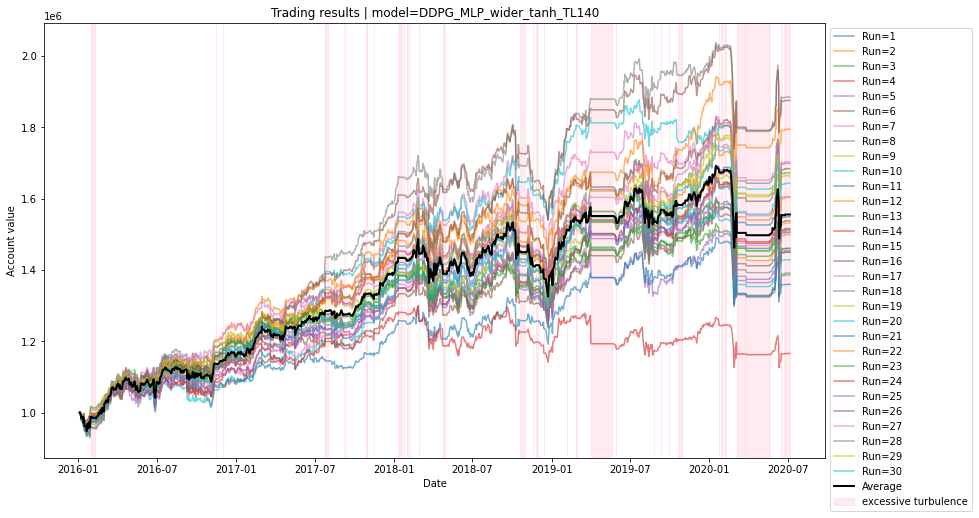 Trading results | model=DDPG_MLP_wider_tanh_TL140
1e6
2.0
1.8
1.6
1.4
1.2
1.0
Account value
2016-01 2016-07 2017-01 2017-07 2018-01 2018-07 2019-01 2019-07 2020-01 2020-07
Date
Run=1
Run=2
Run=3
Run=4
Run=5
Run=6
Run=7
Run=8
Run=9
Run=10
Run=11
Run=12
Run=13
Run=14
Run=15
Run=16
Run=17
Run=18
Run=19
Run=20
Run=21
Run=22
Run=23
Run=24
Run=25
Run=26
Run=27
Run=28
Run=29
Run=30
Average
excessive turbulence